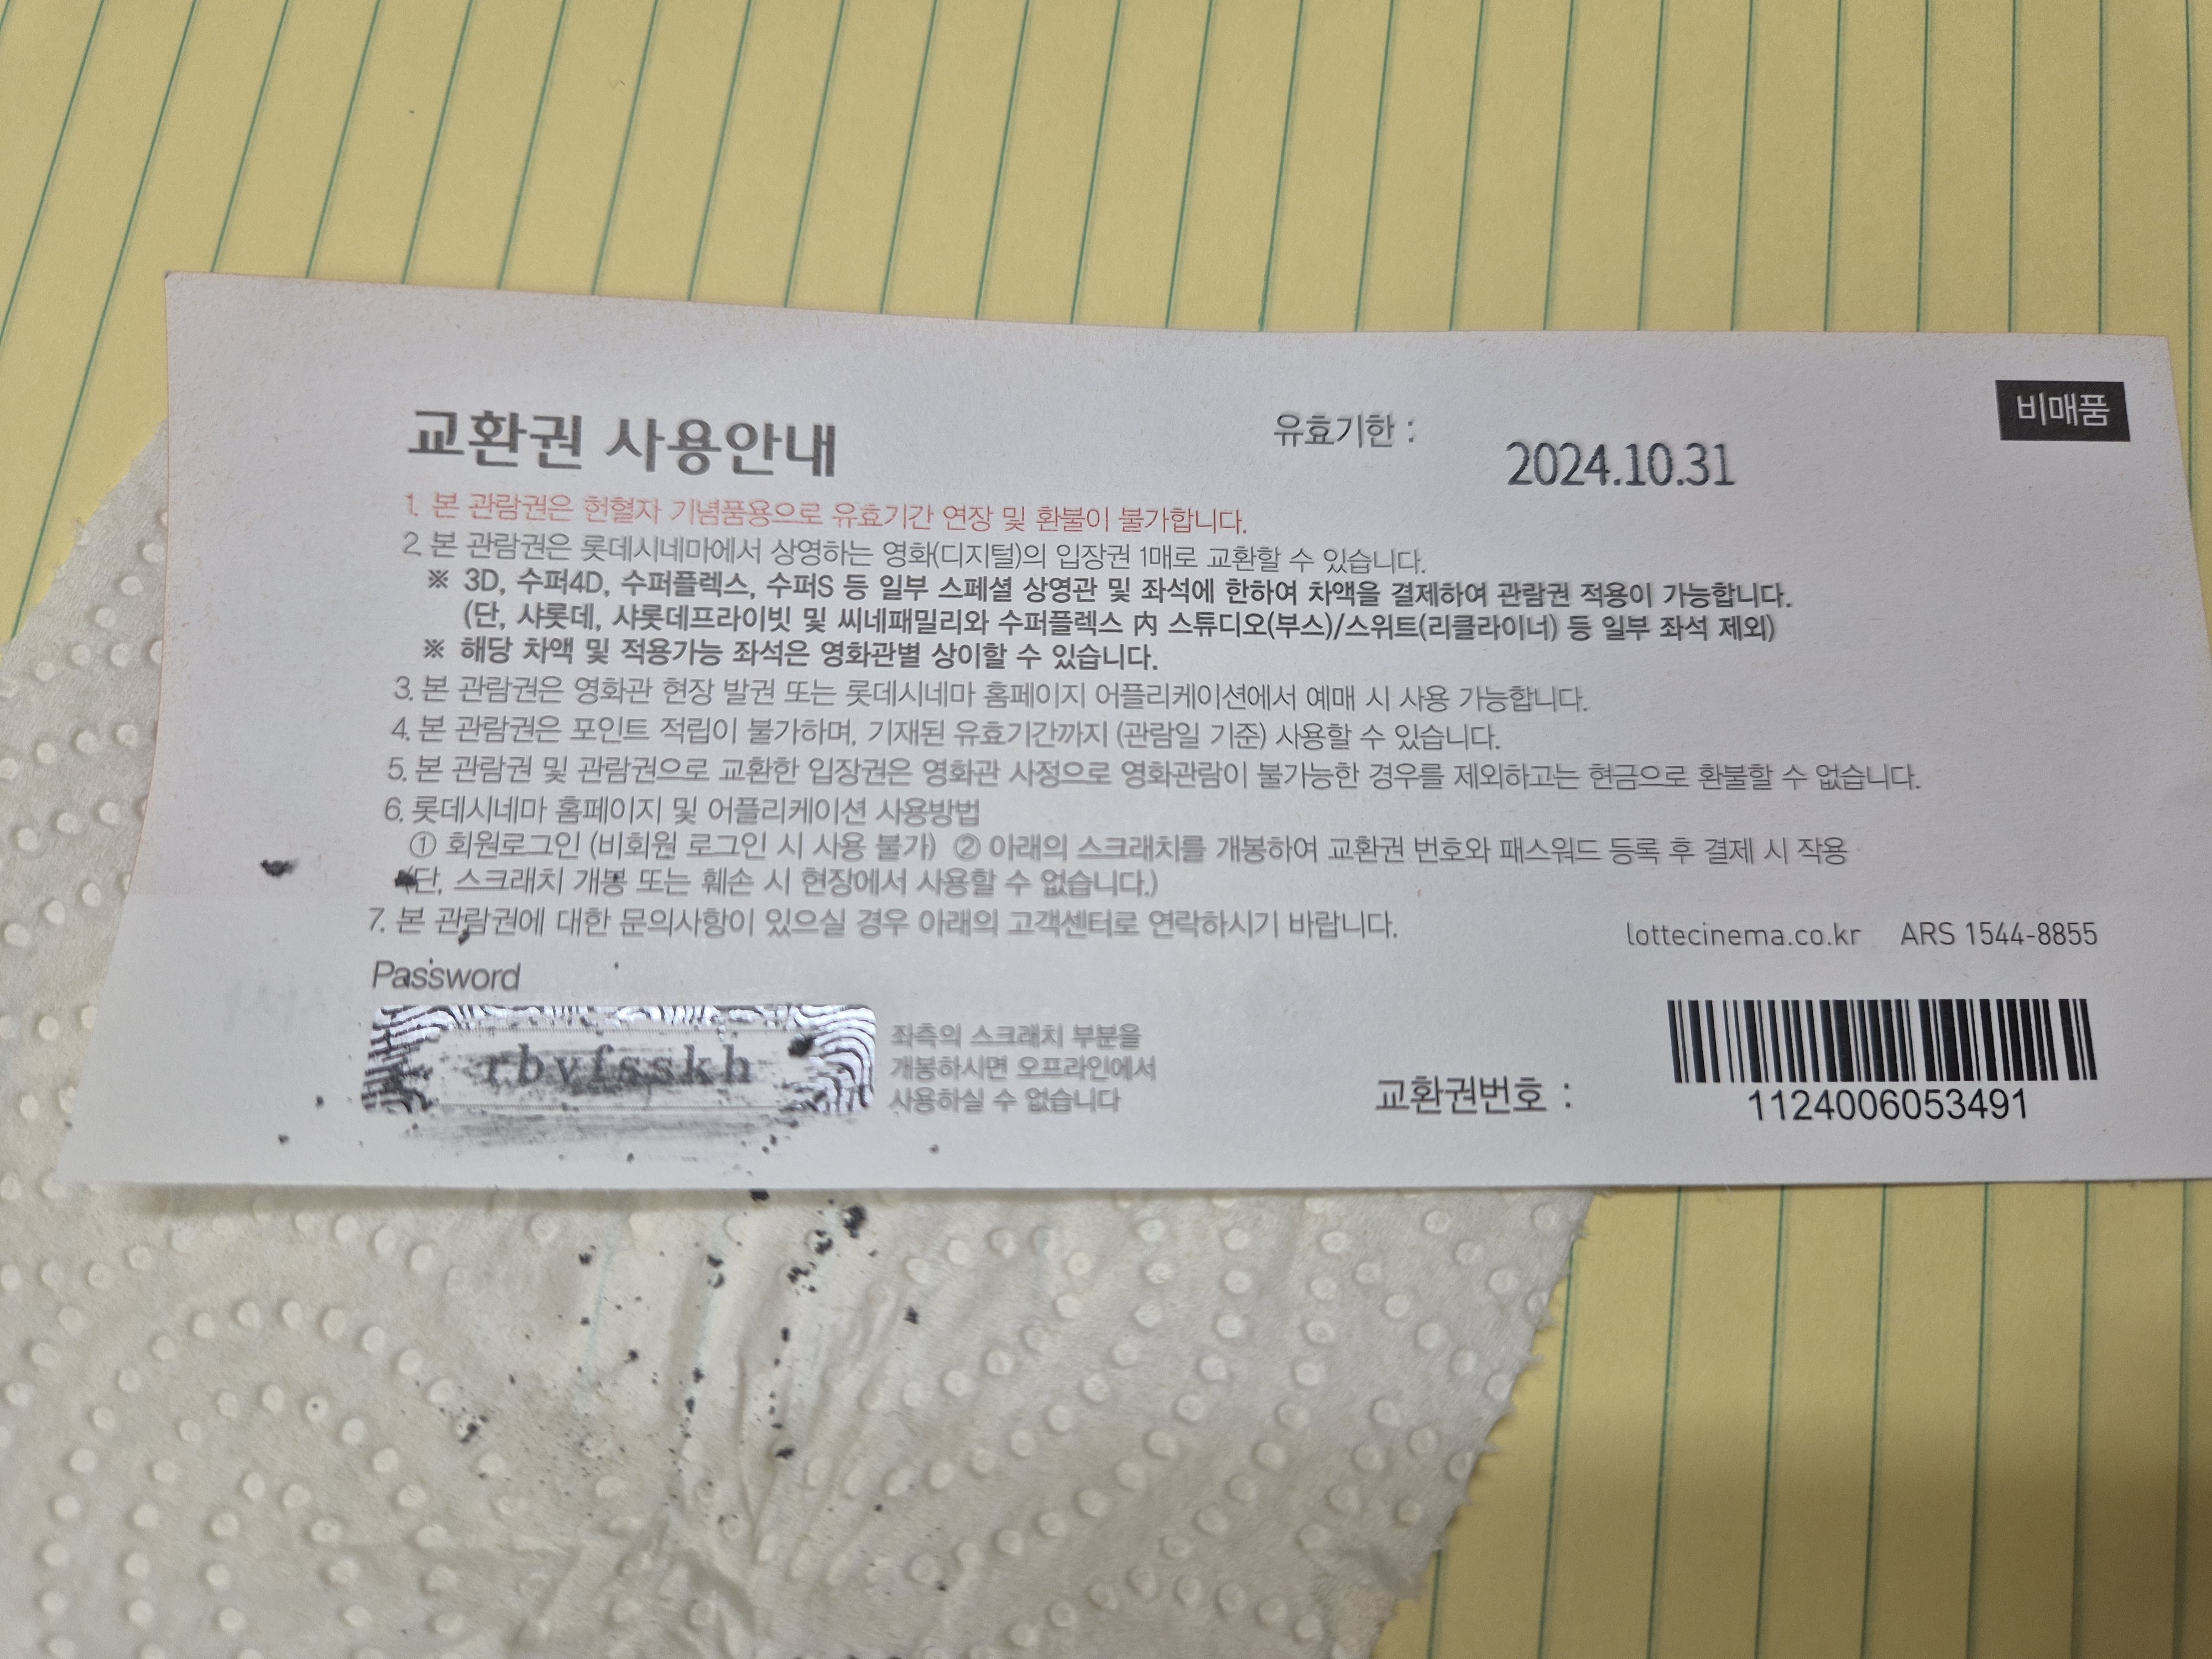 교환권 사용안내
유효기한 :
2024.10.31
비매품
1. 본 관람권은 헌혈자 기념품용으로 유효기간 연장 및 환불이 불가합니다.
2. 본 관람권은 롯데시네마에서 상영하는 영화(디지털)의 입장권 1매로 교환할 수 있습니다.
※ 3D, 수퍼4D, 수퍼플렉스, 수퍼S 등 일부 스페셜 상영관 및 좌석에 한하여 차액을 결제하여 관람권 적용이 가능합니다.
(단, 샤롯데, 샤롯데프라이빗 및 씨네패밀리와 수퍼플렉스 內 스튜디오(부스)/스위트(리클라이너) 등 일부 좌석 제외)
※ 해당 차액 및 적용가능 좌석은 영화관별 상이할 수 있습니다.
3. 본 관람권은 영화관 현장 발권 또는 롯데시네마 홈페이지 어플리케이션에서 예매 시 사용 가능합니다.
4. 본 관람권은 포인트 적립이 불가하며, 기재된 유효기간까지 (관람일 기준) 사용할 수 있습니다.
5. 본 관람권 및 관람권으로 교환한 입장권은 영화관 사정으로 영화관람이 불가능한 경우를 제외하고는 현금으로 환불할 수 없습니다.
6. 롯데시네마 홈페이지 및 어플리케이션 사용방법
① 회원로그인 (비회원 로그인 시 사용 불가) ② 아래의 스크래치를 개봉하여 교환권 번호와 패스워드 등록 후 결제 시 작용
(단, 스크래치 개봉 또는 훼손 시 현장에서 사용할 수 없습니다.)
7. 본 관람권에 대한 문의사항이 있으실 경우 아래의 고객센터로 연락하시기 바랍니다.
lottecinema.co.kr ARS 1544-8855
Password
좌측의 스크래치 부분을
개봉하시면 오프라인에서
사용하실 수 없습니다
교환권번호 :
1124006053491